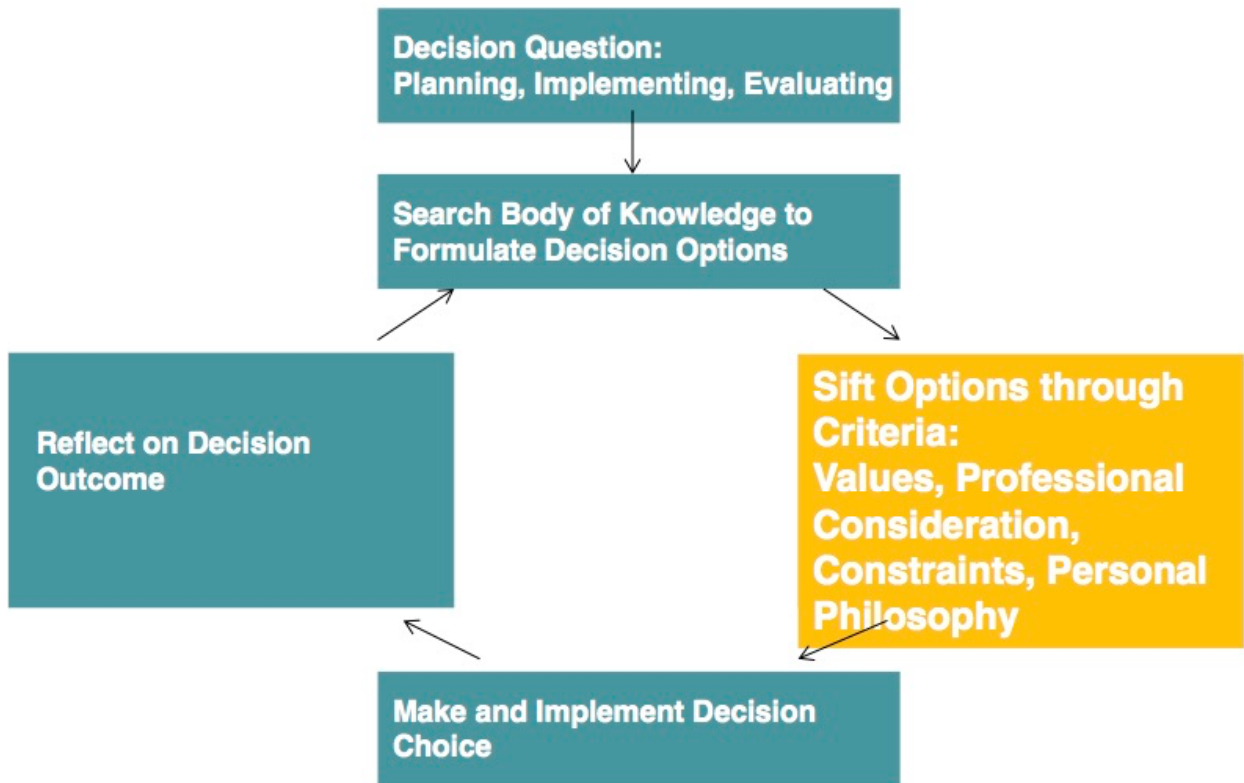 Decision Question:
Planning, Implementing, Evaluating
Search Body of Knowledge to
Formulate Decision Options
Sift Options through
Criteria:
Values, Professional
Consideration,
Constraints, Personal
Philosophy
Make and Implement Decision
Choice
Reflect on Decision
Outcome